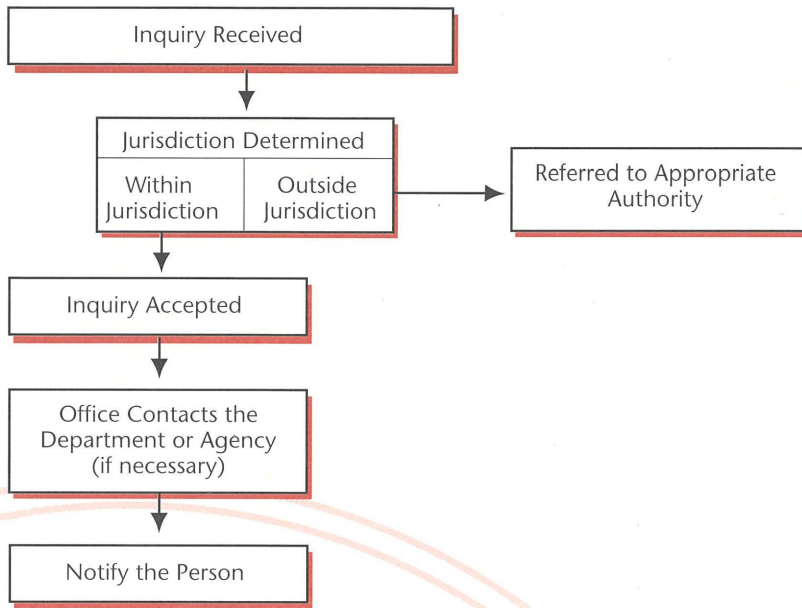 Inquiry Received
Jurisdiction Determined
Within
Jurisdiction
Outside
Jurisdiction
Referred to Appropriate
Authority
Inquiry Accepted
Office Contacts the
Department or Agency
(if necessary)
Notify the Person